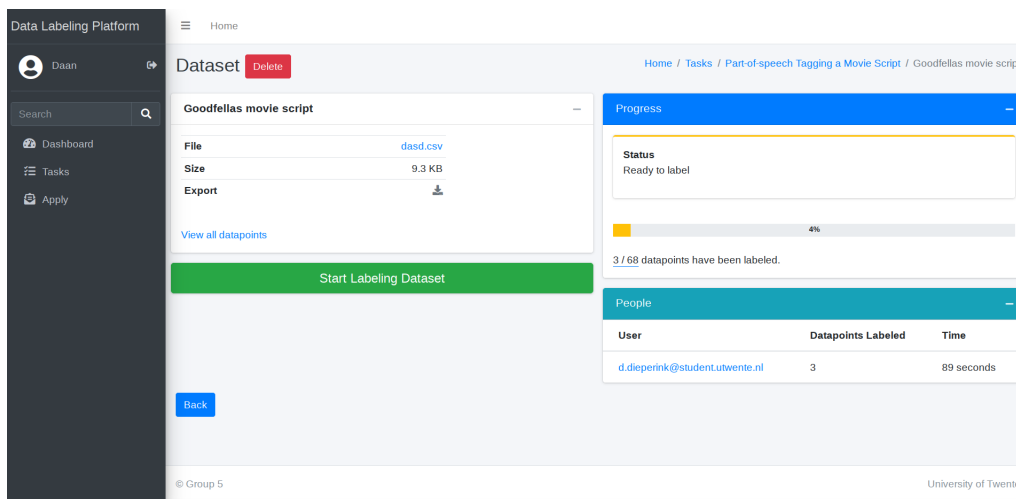 Data Labeling Platform
Home
Daan
Search
Dashboard
Tasks
Apply
Dataset Delete
Home / Tasks / Part-of-speech Tagging a Movie Script / Goodfellas movie scrip
Goodfellas movie script
File dasd.csv
Size 9.3 KB
Export
View all datapoints
Start Labeling Dataset
Back
Progress
Status
Ready to label
4%
3 / 68 datapoints have been labeled.
People
User Datapoints Labeled Time
d.dieperink@student.utwente.nl 3 89 seconds
© Group 5
University of Twente